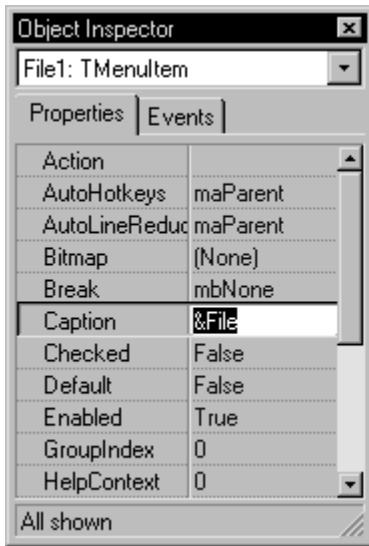 Object Inspector
File1: TMenuItem
Properties Events
Action
AutoHotkeys maParent
AutoLineReduc maParent
Bitmap (None)
Break mbNone
Caption &File
Checked False
Default False
Enabled True
GroupIndex 0
HelpContext 0
All shown